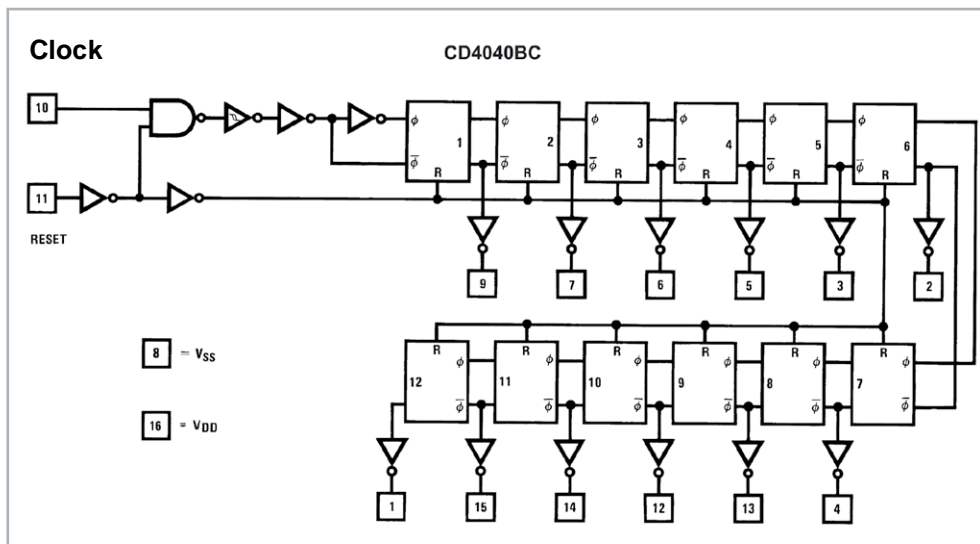 Clock
CD4040BC
10
ϕ ϕ ϕ ϕ ϕ ϕ
1 2 3 4 5 6
ϕ̅ ϕ̅ ϕ̅ ϕ̅ ϕ̅ ϕ̅
R R R R R R
11
RESET
9 7 6 5 3 2
R R R R R R
8 = VSS
ϕ ϕ ϕ ϕ ϕ ϕ
12 11 10 9 8 7
ϕ̅ ϕ̅ ϕ̅ ϕ̅ ϕ̅ ϕ̅
16 = VDD
1 15 14 12 13 4